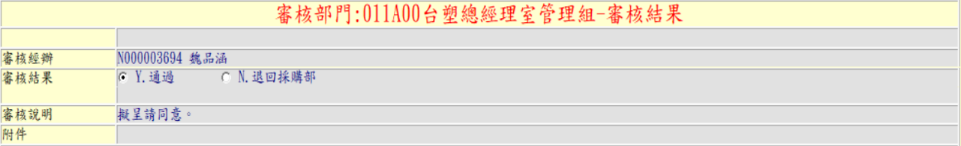 審核部門:011A00台塑總經理室管理組-審核結果
審核經辦 N000003694 魏品涵
審核結果 Y.通過 N.退回採購部
審核說明 擬呈請同意。
附件